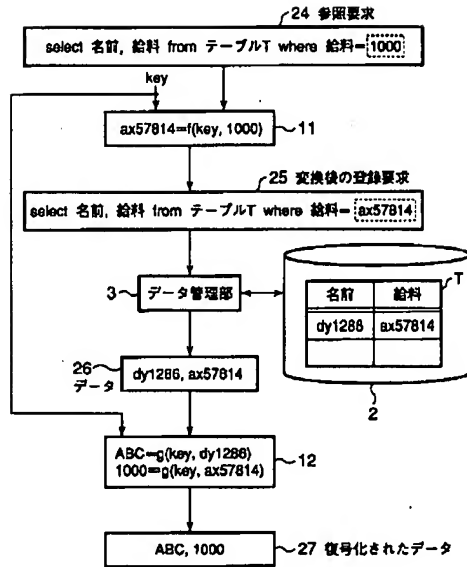 24 参照要求
select 名前, 給料 from テーブルT where 給料= 1000
key
ax57814=f(key, 1000)
11
25 変換後の登録要求
select 名前, 給料 from テーブルT where 給料= ax57814
3 データ管理部
T
名前 給料
dy1288 ax57814
2
26
データ
dy1286, ax57814
ABC=g(key, dy1288)
1000=g(key, ax57814)
12
ABC, 1000
27 復号化されたデータ